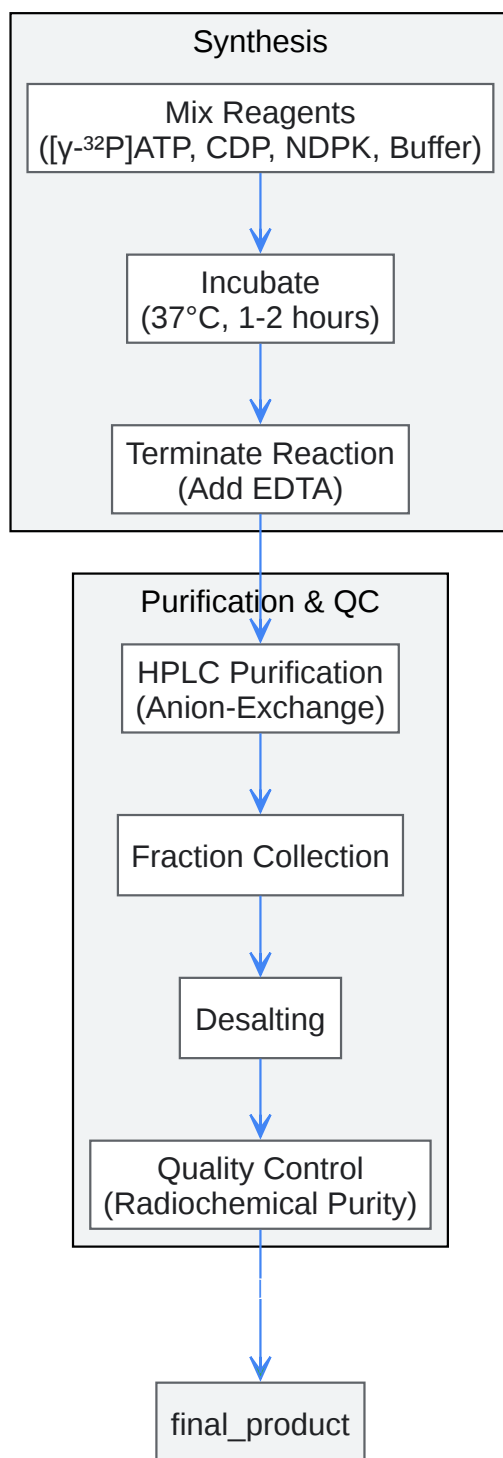 Synthesis
Mix Reagents
([γ-³²P]ATP, CDP, NDPK, Buffer)
Incubate
(37°C, 1-2 hours)
Terminate Reaction
(Add EDTA)
Purification & QC
HPLC Purification
(Anion-Exchange)
Fraction Collection
Desalting
Quality Control
(Radiochemical Purity)
final_product